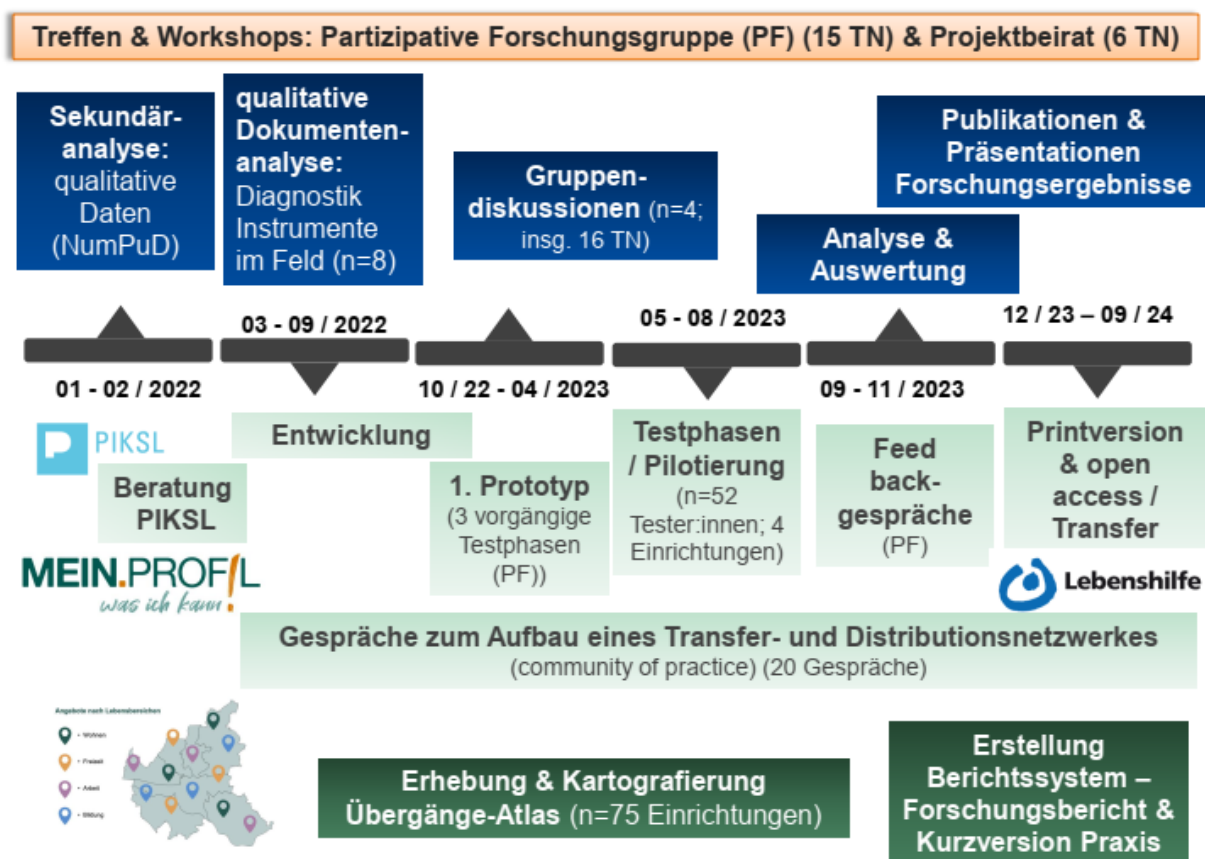 Treffen & Workshops: Partizipative Forschungsgruppe (PF) (15 TN) & Projektbeirat (6 TN)
Sekundär-
analyse:
qualitative
Daten
(NumPuD)
qualitative
Dokumenten-
analyse:
Diagnostik
Instrumente
im Feld (n=8)
Gruppen-
diskussionen (n=4;
insg. 16 TN)
Analyse &
Auswertung
Publikationen &
Präsentationen
Forschungsergebnisse
01 - 02 / 2022
03 - 09 / 2022
10 / 22 - 04 / 2023
05 - 08 / 2023
09 - 11 / 2023
12 / 23 – 09 / 24
PIKSL
Beratung
PIKSL
Entwicklung
1. Prototyp
(3 vorgängige
Testphasen
(PF))
Testphasen
/ Pilotierung
(n=52
Tester:innen; 4
Einrichtungen)
Feed
back-
gespräche
(PF)
Printversion
& open
access /
Transfer
MEIN.PROFIL
was ich kann!
Lebenshilfe
Gespräche zum Aufbau eines Transfer- und Distributionsnetzwerkes
(community of practice) (20 Gespräche)
Angebote nach Lebensbereichen
- Wohnen
- Freizeit
- Arbeit
- Bildung
Erhebung & Kartografierung
Übergänge-Atlas (n=75 Einrichtungen)
Erstellung
Berichtssystem –
Forschungsbericht &
Kurzversion Praxis